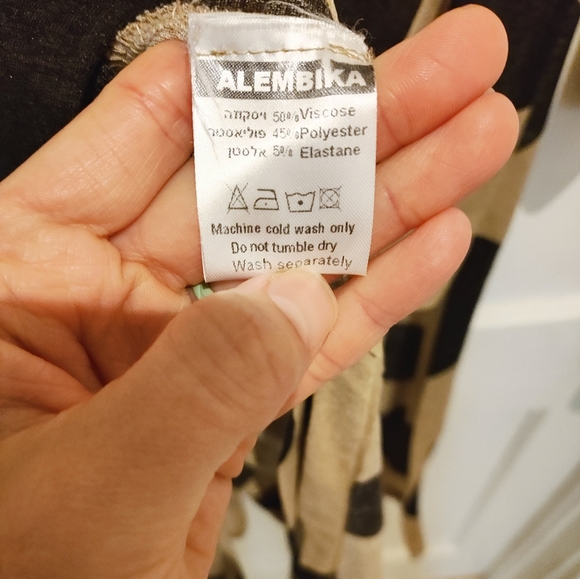 ALEMBIKA
ויסקוזה 50% Viscose
פוליאסטר 45% Polyester
אלסטן 5% Elastane
Machine cold wash only
Do not tumble dry
Wash separately